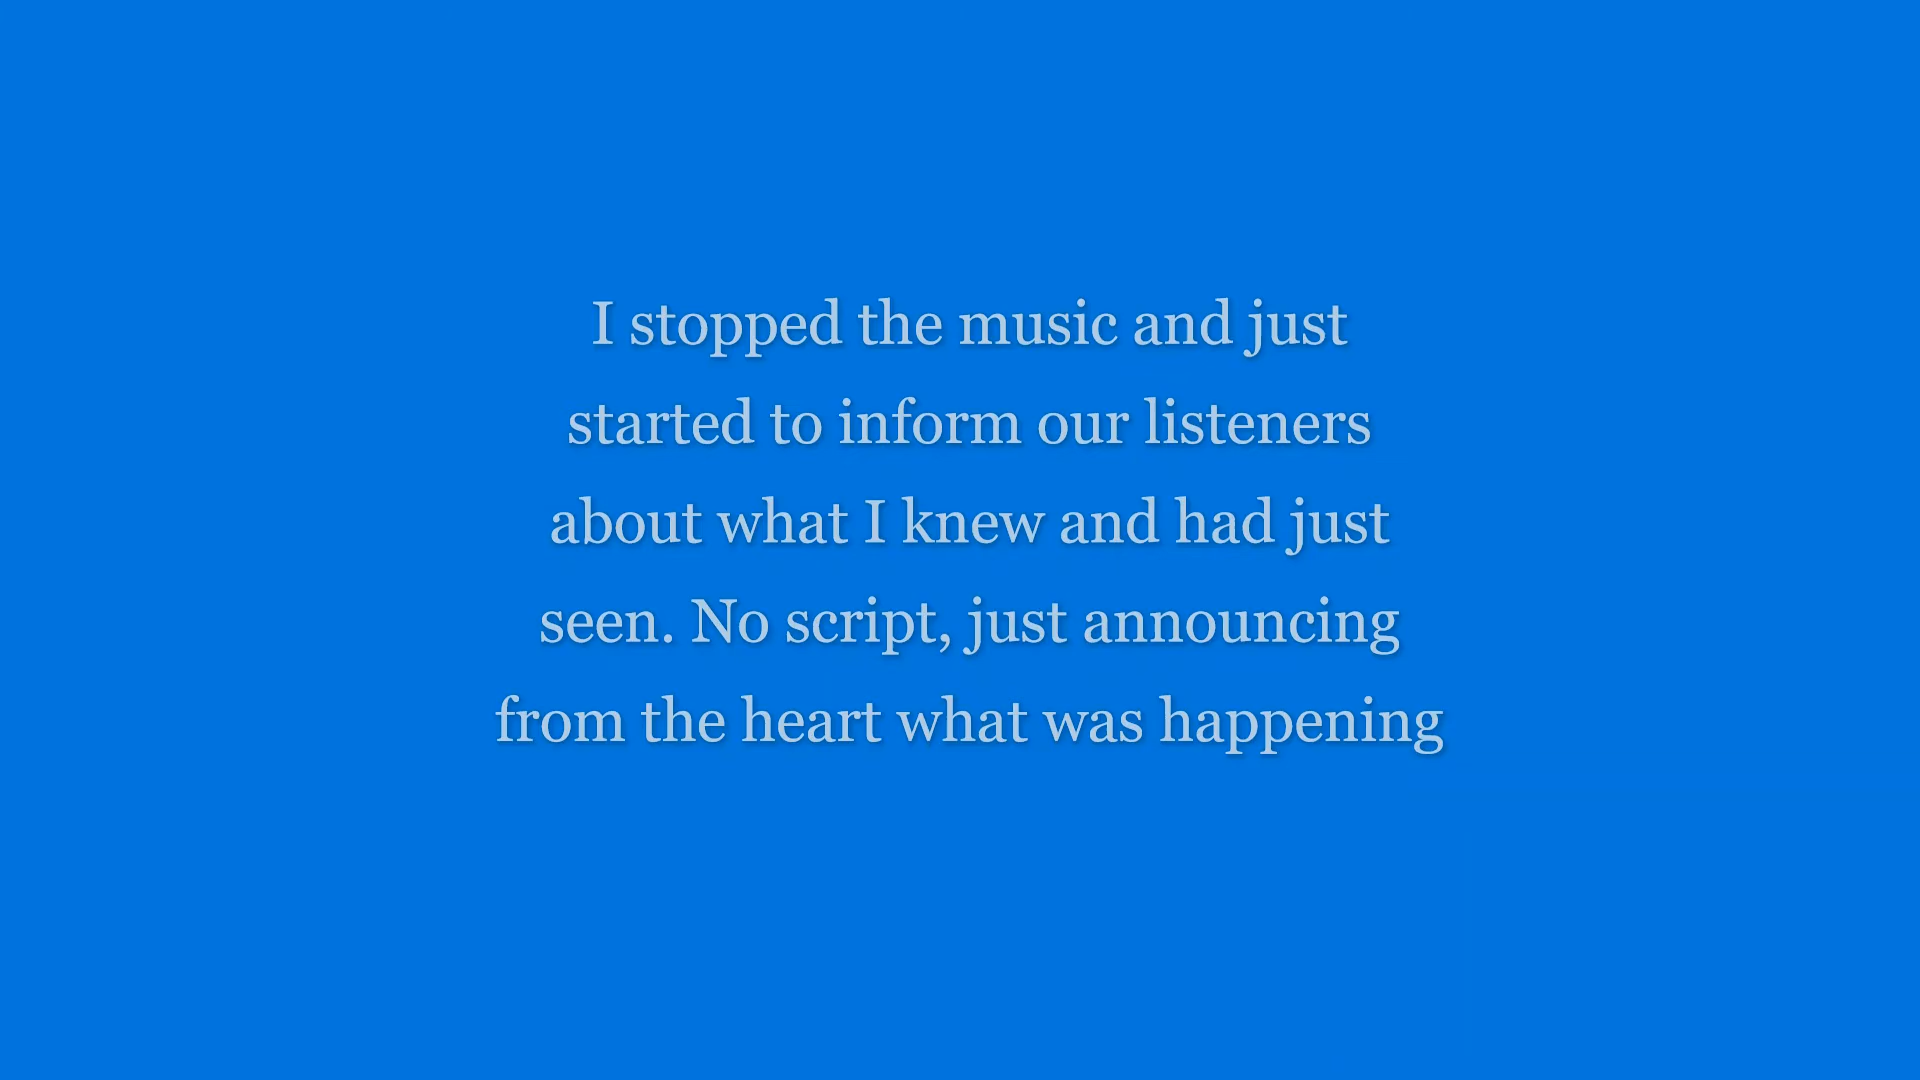 I stopped the music and just
started to inform our listeners
about what I knew and had just
seen. No script, just announcing
from the heart what was happening